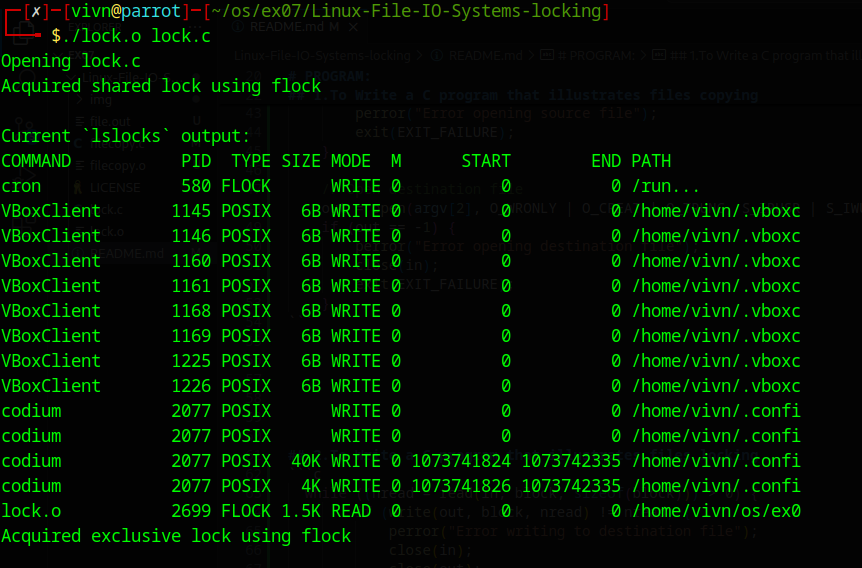 ┌─[✗]─[vivn@parrot]─[~/os/ex07/Linux-File-IO-Systems-locking]
└──╼ $./lock.o lock.c
Opening lock.c
Acquired shared lock using flock
Current `lslocks` output:
COMMAND PID TYPE SIZE MODE M START END PATH
cron 580 FLOCK WRITE 0 0 0 /run...
VBoxClient 1145 POSIX 6B WRITE 0 0 0 /home/vivn/.vboxc
VBoxClient 1146 POSIX 6B WRITE 0 0 0 /home/vivn/.vboxc
VBoxClient 1160 POSIX 6B WRITE 0 0 0 /home/vivn/.vboxc
VBoxClient 1161 POSIX 6B WRITE 0 0 0 /home/vivn/.vboxc
VBoxClient 1168 POSIX 6B WRITE 0 0 0 /home/vivn/.vboxc
VBoxClient 1169 POSIX 6B WRITE 0 0 0 /home/vivn/.vboxc
VBoxClient 1225 POSIX 6B WRITE 0 0 0 /home/vivn/.vboxc
VBoxClient 1226 POSIX 6B WRITE 0 0 0 /home/vivn/.vboxc
codium 2077 POSIX WRITE 0 0 0 /home/vivn/.confi
codium 2077 POSIX WRITE 0 0 0 /home/vivn/.confi
codium 2077 POSIX 40K WRITE 0 1073741824 1073742335 /home/vivn/.confi
codium 2077 POSIX 4K WRITE 0 1073741826 1073742335 /home/vivn/.confi
lock.o 2699 FLOCK 1.5K READ 0 0 0 /home/vivn/os/ex0
Acquired exclusive lock using flock